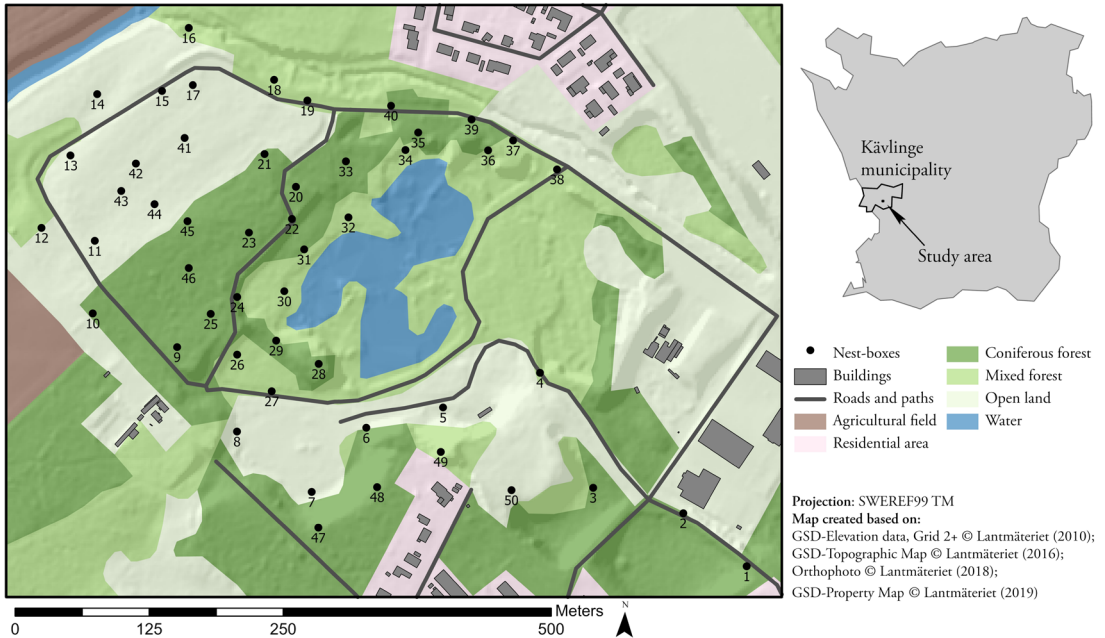 16
18
14
15
17
19
40
39
35
37
41
34
36
13
42
21
33
38
43
20
44
32
45
22
12
23
11
31
46
30
24
10
25
29
9
26
28
4
27
5
8
6
49
48
50
3
7
47
2
1
Kävlinge
municipality
Study area
Nest-boxes
Buildings
Roads and paths
Agricultural field
Residential area
Coniferous forest
Mixed forest
Open land
Water
Projection: SWEREF99 TM
Map created based on:
GSD-Elevation data, Grid 2+ © Lantmäteriet (2010);
GSD-Topographic Map © Lantmäteriet (2016);
Orthophoto © Lantmäteriet (2018);
GSD-Property Map © Lantmäteriet (2019)
Meters
0 125 250 500
N